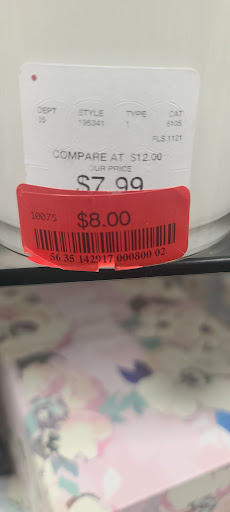 DEPT STYLE TYPE CAT
35 195341 1 6105
FLS 1121
COMPARE AT $12.00
OUR PRICE
$7.99
10075 $8.00
56 35 142917 000800 02